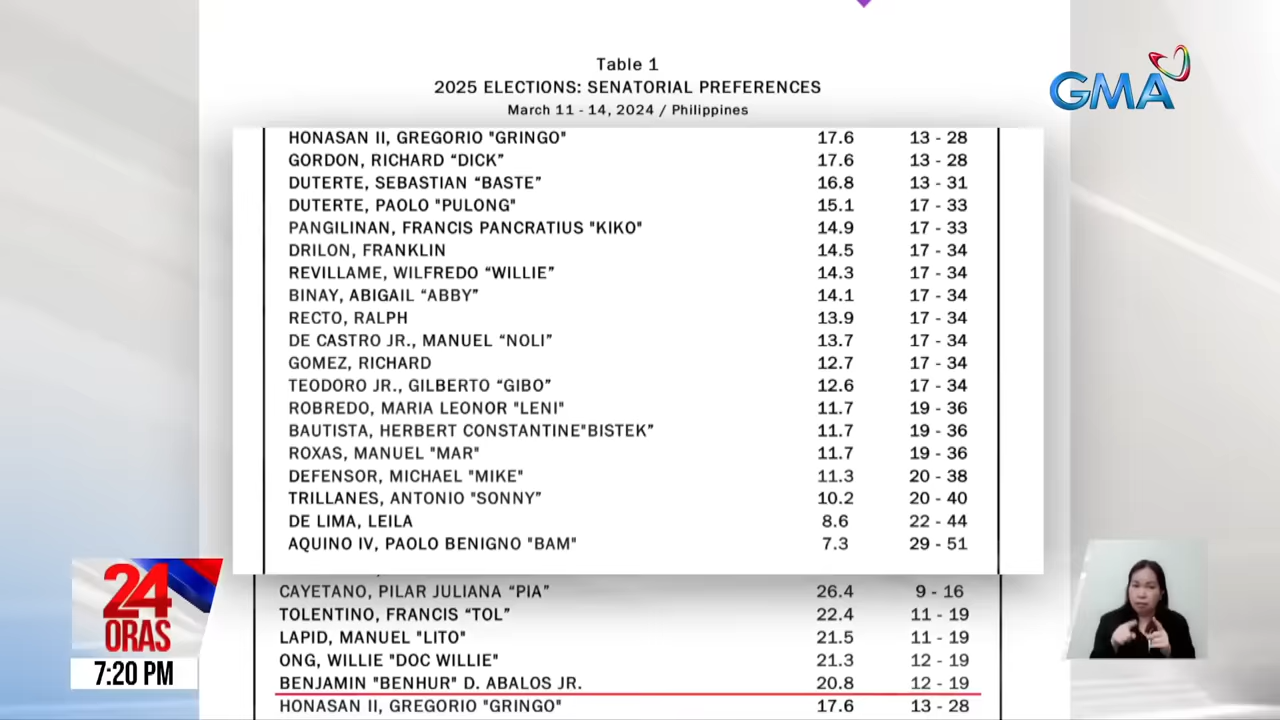 Table 1
2025 ELECTIONS: SENATORIAL PREFERENCES
March 11 - 14, 2024 / Philippines
GMA
HONASAN II, GREGORIO "GRINGO" 17.6 13 - 28
GORDON, RICHARD “DICK” 17.6 13 - 28
DUTERTE, SEBASTIAN “BASTE” 16.8 13 - 31
DUTERTE, PAOLO "PULONG" 15.1 17 - 33
PANGILINAN, FRANCIS PANCRATIUS "KIKO" 14.9 17 - 33
DRILON, FRANKLIN 14.5 17 - 34
REVILLAME, WILFREDO “WILLIE” 14.3 17 - 34
BINAY, ABIGAIL “ABBY” 14.1 17 - 34
RECTO, RALPH 13.9 17 - 34
DE CASTRO JR., MANUEL “NOLI” 13.7 17 - 34
GOMEZ, RICHARD 12.7 17 - 34
TEODORO JR., GILBERTO “GIBO” 12.6 17 - 34
ROBREDO, MARIA LEONOR "LENI" 11.7 19 - 36
BAUTISTA, HERBERT CONSTANTINE"BISTEK” 11.7 19 - 36
ROXAS, MANUEL "MAR" 11.7 19 - 36
DEFENSOR, MICHAEL "MIKE" 11.3 20 - 38
TRILLANES, ANTONIO "SONNY” 10.2 20 - 40
DE LIMA, LEILA 8.6 22 - 44
AQUINO IV, PAOLO BENIGNO "BAM" 7.3 29 - 51
CAYETANO, PILAR JULIANA “PIA” 26.4 9 - 16
TOLENTINO, FRANCIS “TOL” 22.4 11 - 19
LAPID, MANUEL "LITO" 21.5 11 - 19
ONG, WILLIE "DOC WILLIE" 21.3 12 - 19
BENJAMIN "BENHUR" D. ABALOS JR. 20.8 12 - 19
HONASAN II, GREGORIO "GRINGO" 17.6 13 - 28
24
ORAS
7:20 PM